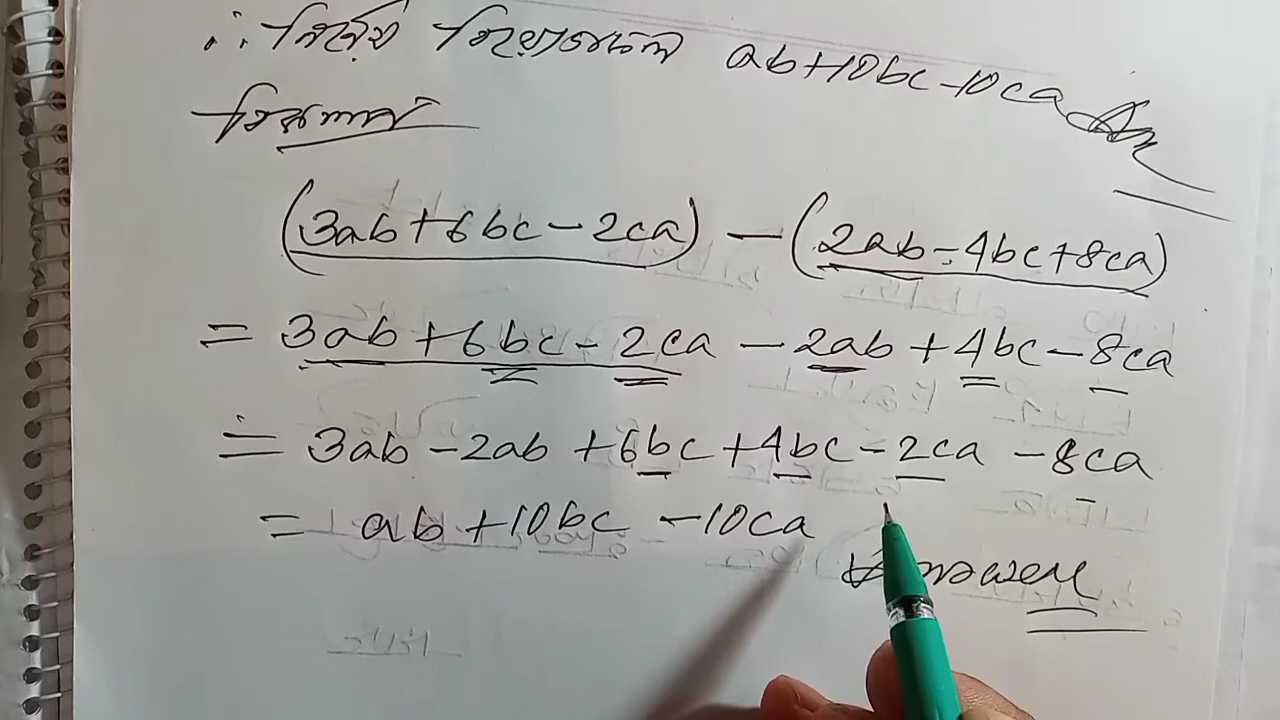 ∴ নির্ণেয় বিয়োগফল ab+10bc-10ca
(3ab+6bc-2ca) - (2ab-4bc+8ca)
= 3ab+6bc-2ca-2ab+4bc-8ca
= 3ab-2ab+6bc+4bc-2ca-8ca
= ab+10bc-10ca